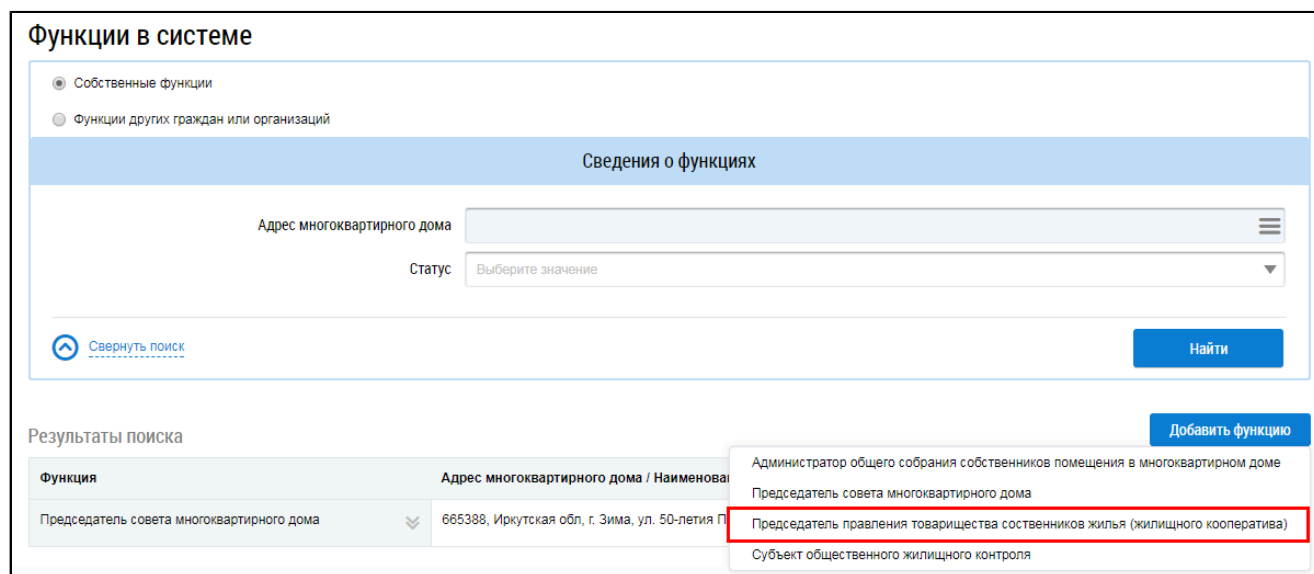 Функции в системе
Собственные функции
Функции других граждан или организаций
Сведения о функциях
Адрес многоквартирного дома
Статус Выберите значение
Свернуть поиск Найти
Результаты поиска Добавить функцию
Функция Адрес многоквартирного дома / Наименова
Председатель совета многоквартирного дома 665388, Иркутская обл, г. Зима, ул. 50-летия П
Администратор общего собрания собственников помещения в многоквартирном доме
Председатель совета многоквартирного дома
Председатель правления товарищества состенников жилья (жилищного кооператива)
Субъект общественного жилищного контроля